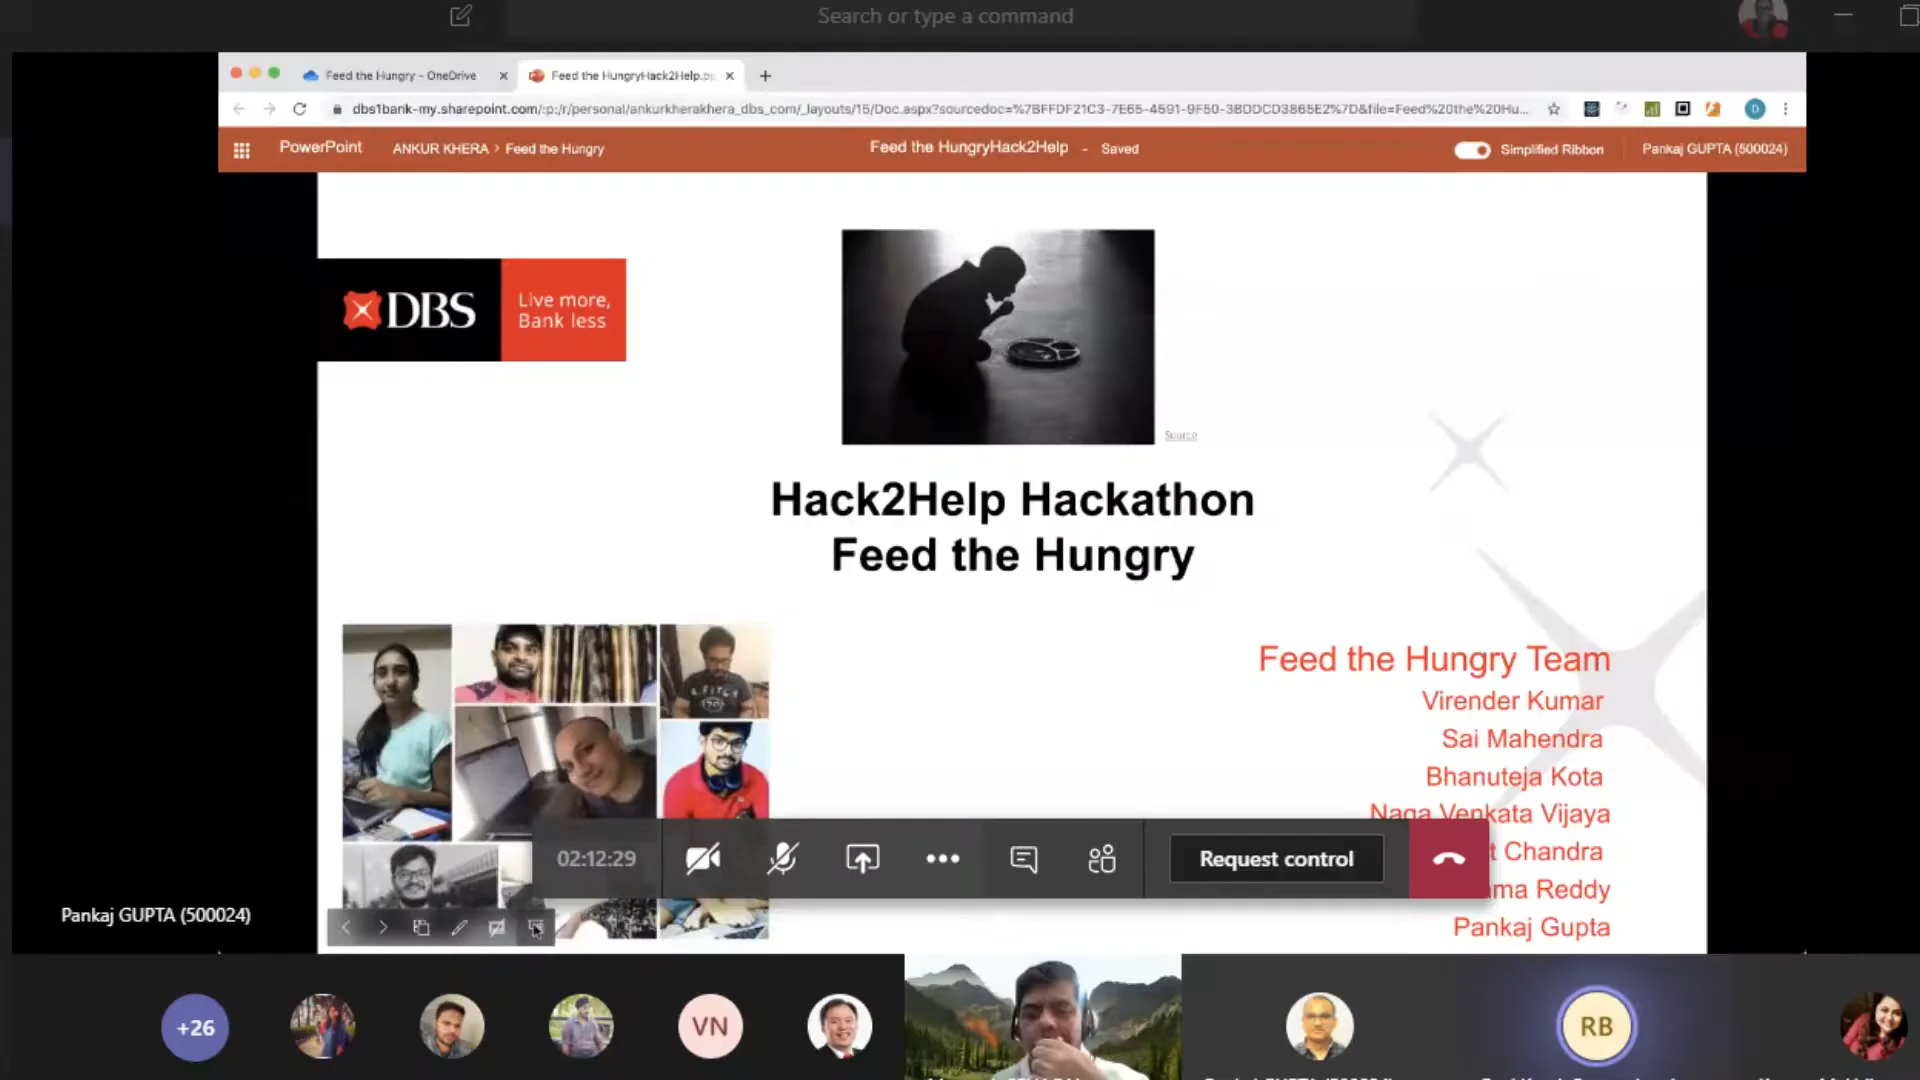 Search or type a command
Feed the Hungry - OneDrive
Feed the HungryHack2Help.pp
dbs1bank-my.sharepoint.com/:p:/r/personal/ankurkherakhera_dbs_com/_layouts/15/Doc.aspx?sourcedoc=%7BFFDF21C3-7E65-4591-9F50-3BDDCD3865E2%7D&file=Feed%20the%20Hu...
D
PowerPoint ANKUR KHERA > Feed the Hungry
Feed the HungryHack2Help - Saved
Simplified Ribbon
Pankaj GUPTA (500024)
DBS
Live more,
Bank less
Source
Hack2Help Hackathon
Feed the Hungry
Feed the Hungry Team
Virender Kumar
Sai Mahendra
Bhanuteja Kota
Naga Venkata Vijaya
t Chandra
ma Reddy
Pankaj Gupta
02:12:29
Request control
Pankaj GUPTA (500024)
+26
VN
RB